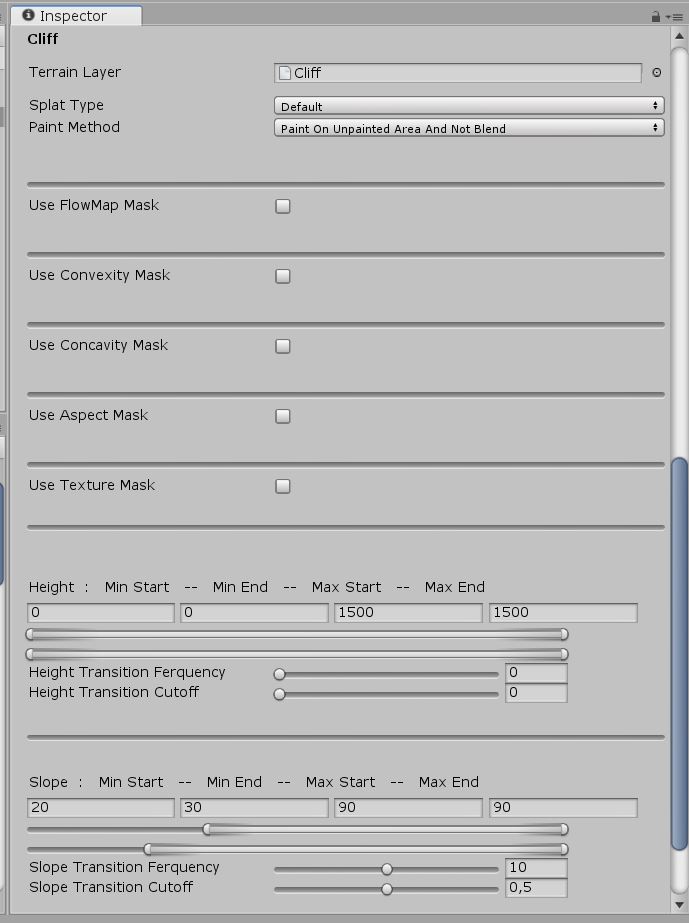 Inspector
Cliff
Terrain Layer Cliff
Splat Type Default
Paint Method Paint On Unpainted Area And Not Blend
Use FlowMap Mask
Use Convexity Mask
Use Concavity Mask
Use Aspect Mask
Use Texture Mask
Height : Min Start -- Min End -- Max Start -- Max End
0 0 1500 1500
Height Transition Ferquency 0
Height Transition Cutoff 0
Slope : Min Start -- Min End -- Max Start -- Max End
20 30 90 90
Slope Transition Ferquency 10
Slope Transition Cutoff 0,5